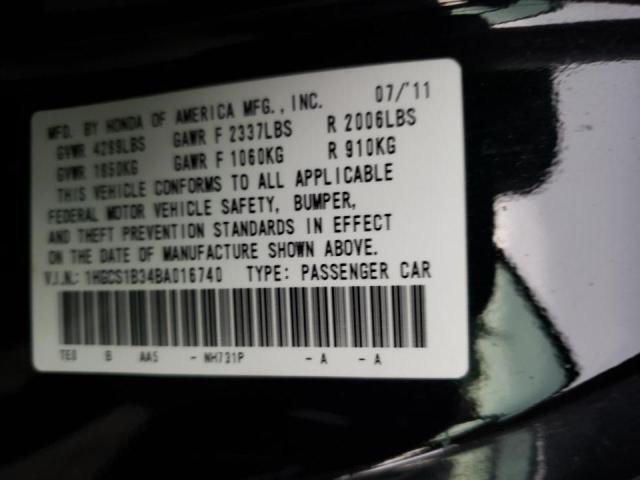 MFD. BY HONDA OF AMERICA MFG., INC. 07/'11
GVWR 4289LBS GAWR F 2337LBS R 2006LBS
GVWR 1950KG GAWR F 1060KG R 910KG
THIS VEHICLE CONFORMS TO ALL APPLICABLE
FEDERAL MOTOR VEHICLE SAFETY, BUMPER,
AND THEFT PREVENTION STANDARDS IN EFFECT
ON THE DATE OF MANUFACTURE SHOWN ABOVE.
V.I.N.: 1HGCS1B34BA016740 TYPE: PASSENGER CAR
TE0 B AA5 - NH731P - A - A